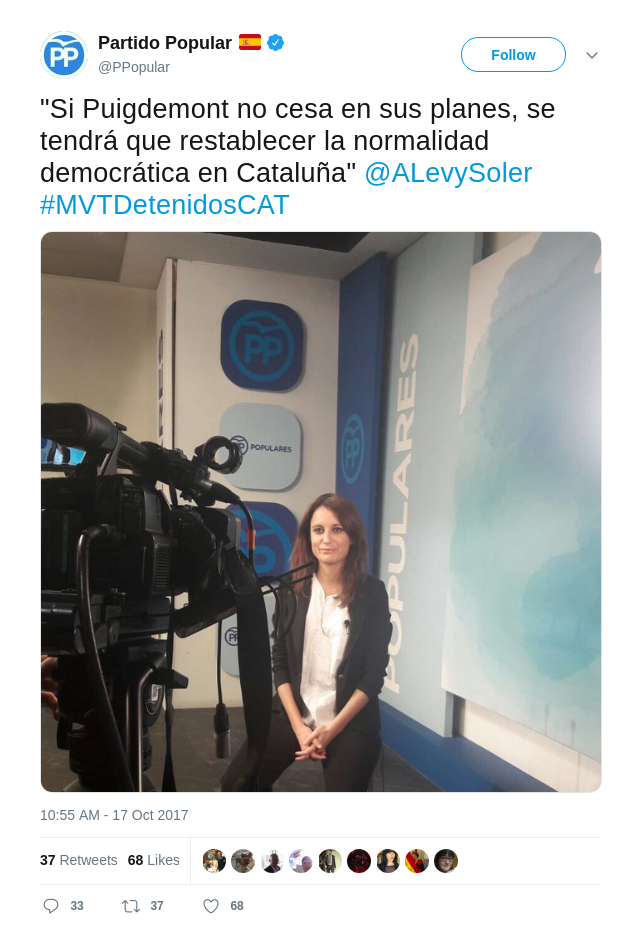 Partido Popular
@PPopular
Follow
"Si Puigdemont no cesa en sus planes, se
tendrá que restablecer la normalidad
democrática en Cataluña" @ALevySoler
#MVTDetenidosCAT
PP
PP
POPULARES
POPULARES
10:55 AM - 17 Oct 2017
37 Retweets 68 Likes
33 37 68